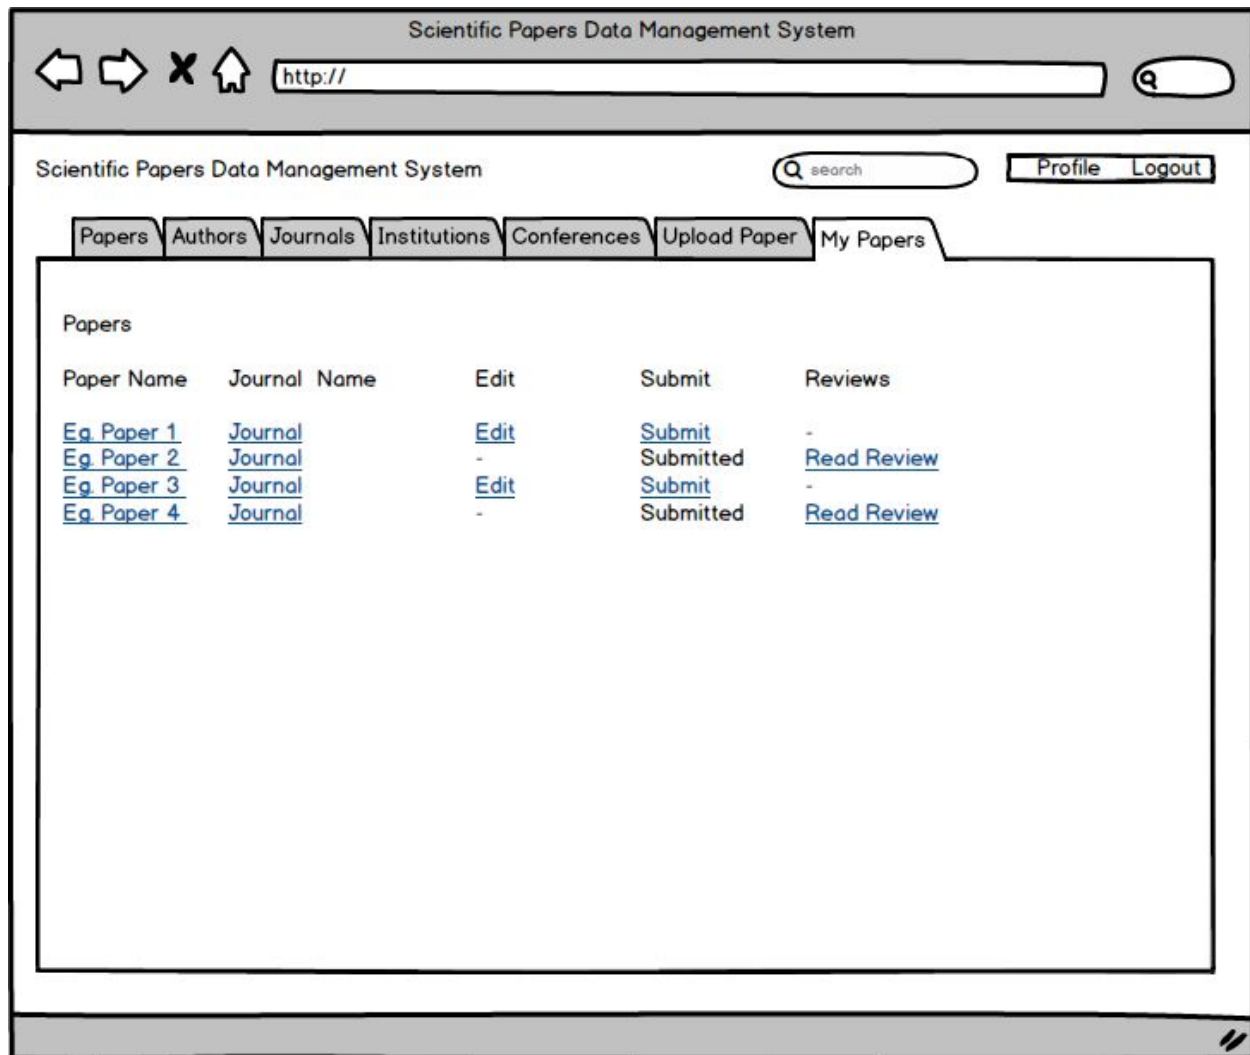 Scientific Papers Data Management System
http://
Scientific Papers Data Management System search Profile Logout
Papers Authors Journals Institutions Conferences Upload Paper My Papers
Papers
Paper Name Journal Name Edit Submit Reviews
Eg. Paper 1 Journal Edit Submit -
Eg. Paper 2 Journal - Submitted Read Review
Eg. Paper 3 Journal Edit Submit -
Eg. Paper 4 Journal - Submitted Read Review